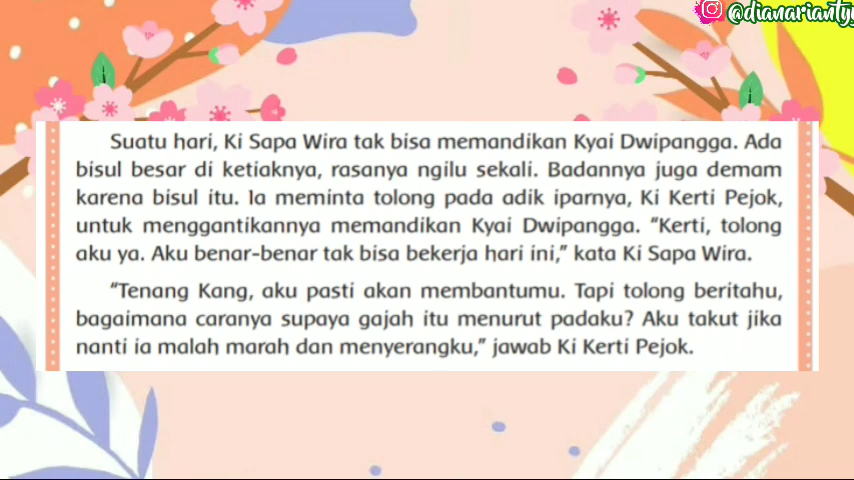 @dianarianty
Suatu hari, Ki Sapa Wira tak bisa memandikan Kyai Dwipangga. Ada
bisul besar di ketiaknya, rasanya ngilu sekali. Badannya juga demam
karena bisul itu. Ia meminta tolong pada adik iparnya, Ki Kerti Pejok,
untuk menggantikannya memandikan Kyai Dwipangga. “Kerti, tolong
aku ya. Aku benar-benar tak bisa bekerja hari ini,” kata Ki Sapa Wira.
“Tenang Kang, aku pasti akan membantumu. Tapi tolong beritahu,
bagaimana caranya supaya gajah itu menurut padaku? Aku takut jika
nanti ia malah marah dan menyerangku,” jawab Ki Kerti Pejok.